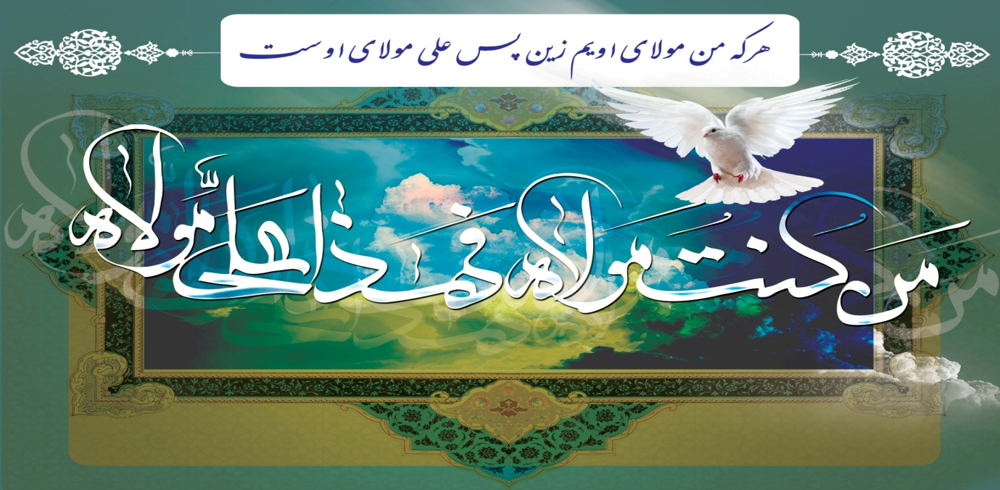 هرکه من مولای اویم زین پس علی مولای اوست
من کنت مولاه فهذا علیّ مولاه